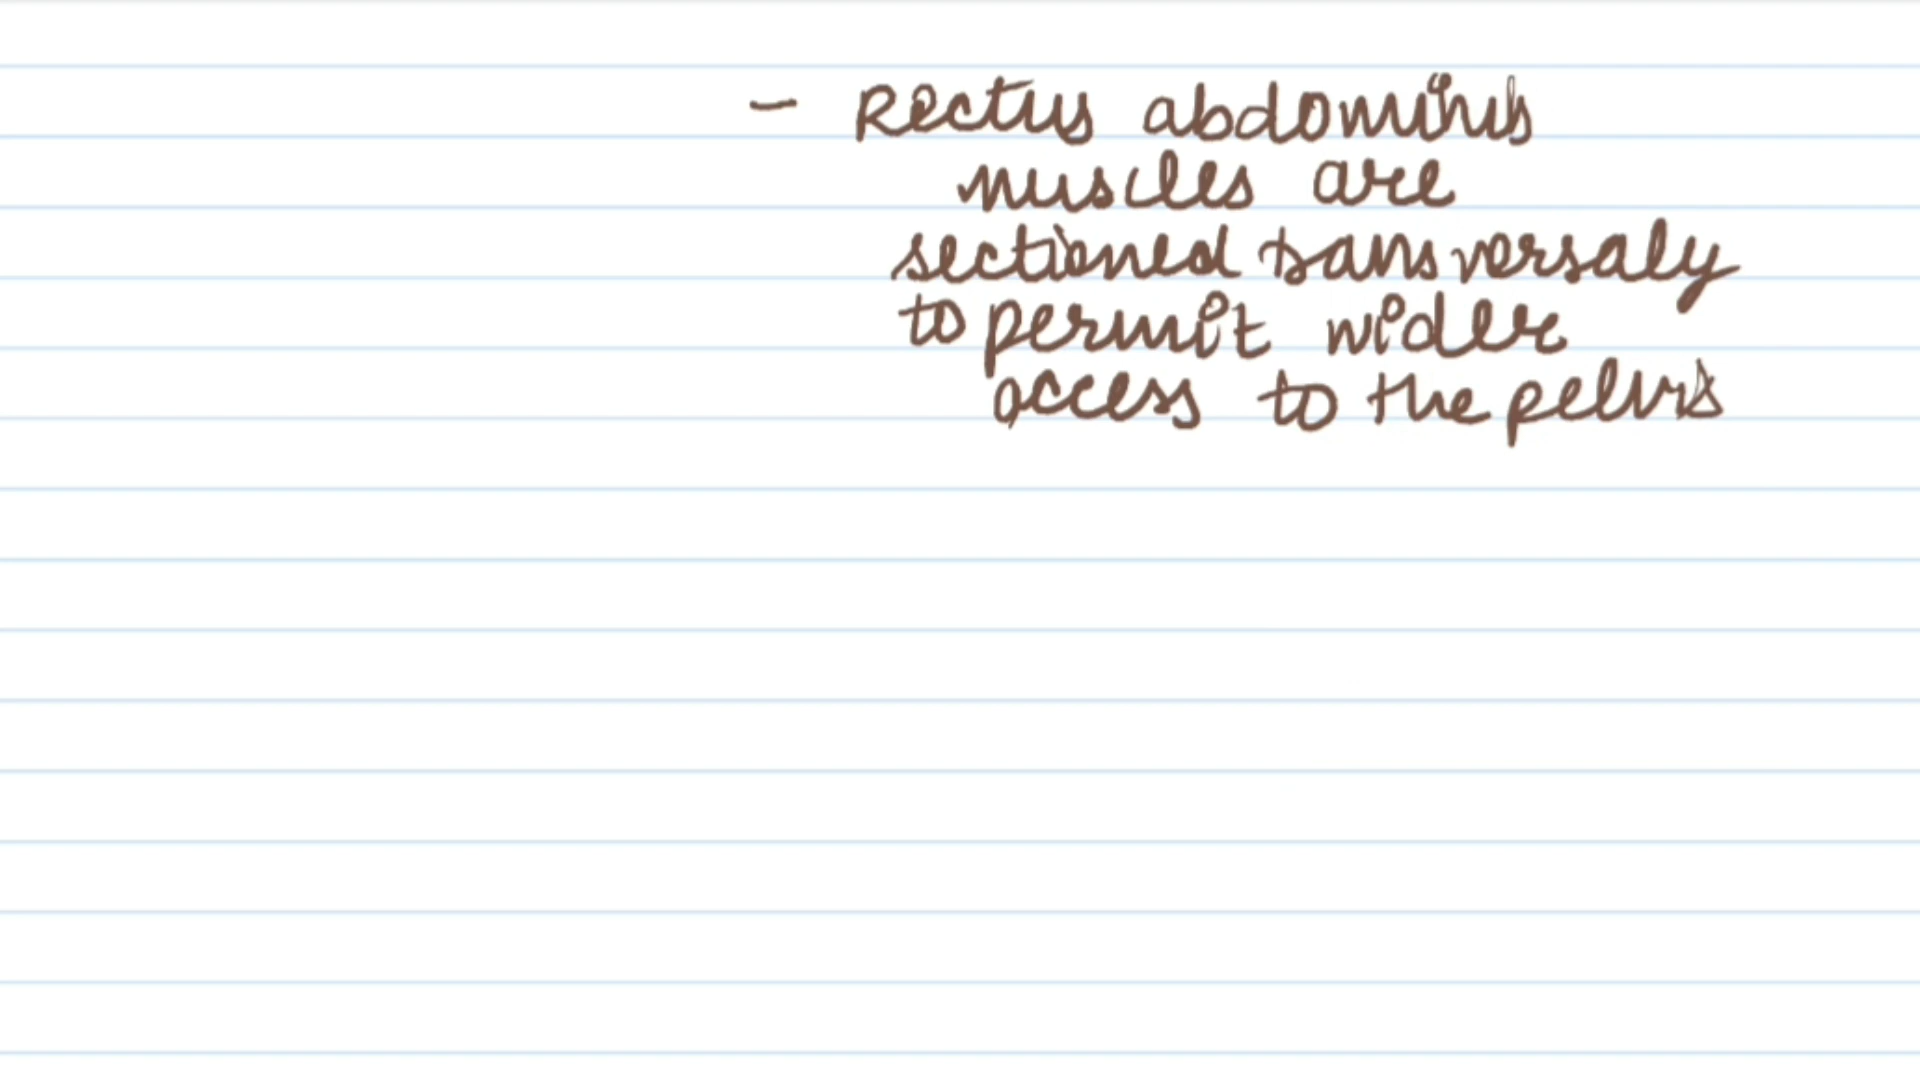 - Rectus abdominis
muscles are
sectioned transversaly
to permit wider
access to the pelvis